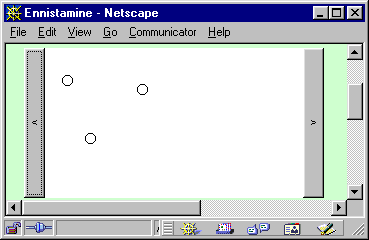 Ennistamine - Netscape
File Edit View Go Communicator Help
< >